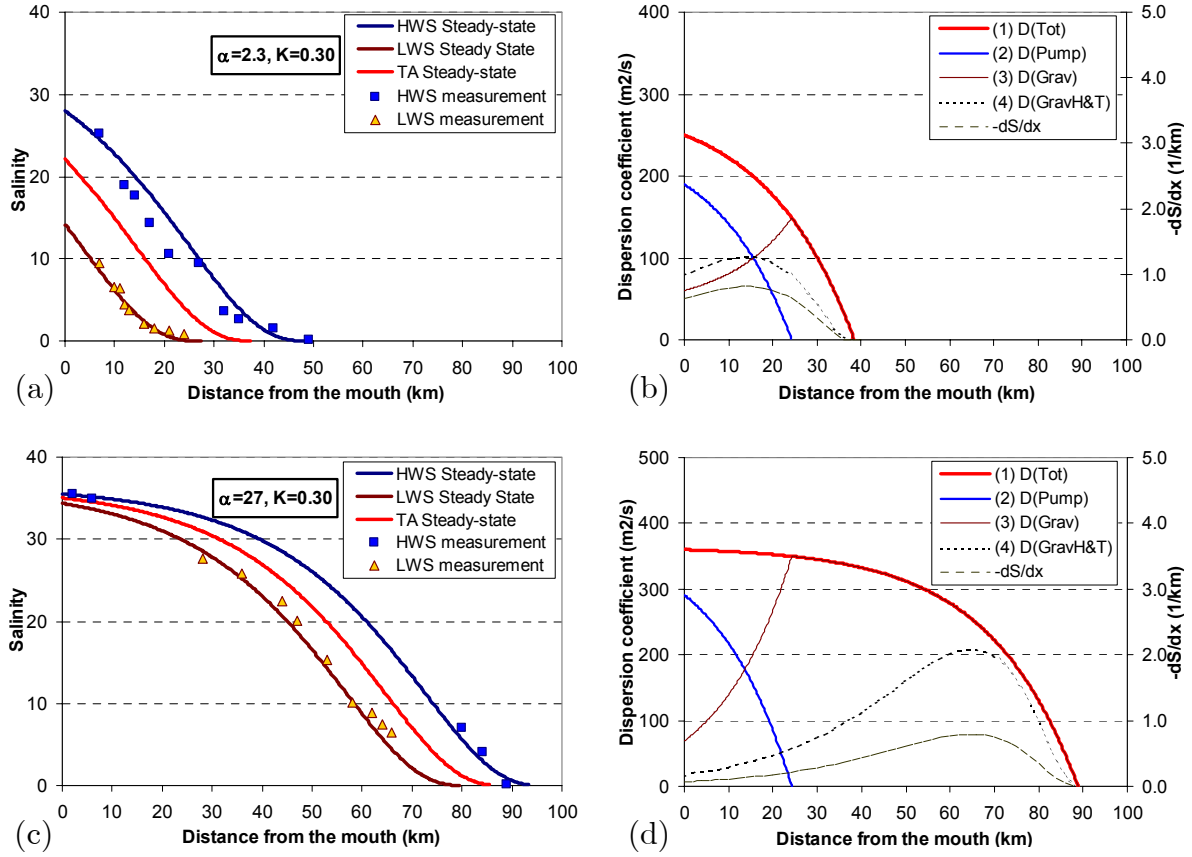 40
30
20
10
0
Salinity
α=2.3, K=0.30
HWS Steady-state
LWS Steady State
TA Steady-state
HWS measurement
LWS measurement
0 10 20 30 40 50 60 70 80 90 100
Distance from the mouth (km)
(a)
400
300
200
100
0
Dispersion coefficient (m2/s)
(1) D(Tot)
(2) D(Pump)
(3) D(Grav)
(4) D(GravH&T)
-dS/dx
5.0
4.0
3.0
2.0
1.0
0.0
-dS/dx (1/km)
0 10 20 30 40 50 60 70 80 90 100
Distance from the mouth (km)
(b)
40
30
20
10
0
Salinity
α=27, K=0.30
HWS Steady-state
LWS Steady State
TA Steady-state
HWS measurement
LWS measurement
0 10 20 30 40 50 60 70 80 90 100
Distance from the mouth (km)
(c)
500
400
300
200
100
0
Dispersion coefficient (m2/s)
(1) D(Tot)
(2) D(Pump)
(3) D(Grav)
(4) D(GravH&T)
-dS/dx
5.0
4.0
3.0
2.0
1.0
0.0
-dS/dx (1/km)
0 10 20 30 40 50 60 70 80 90 100
Distance from the mouth (km)
(d)